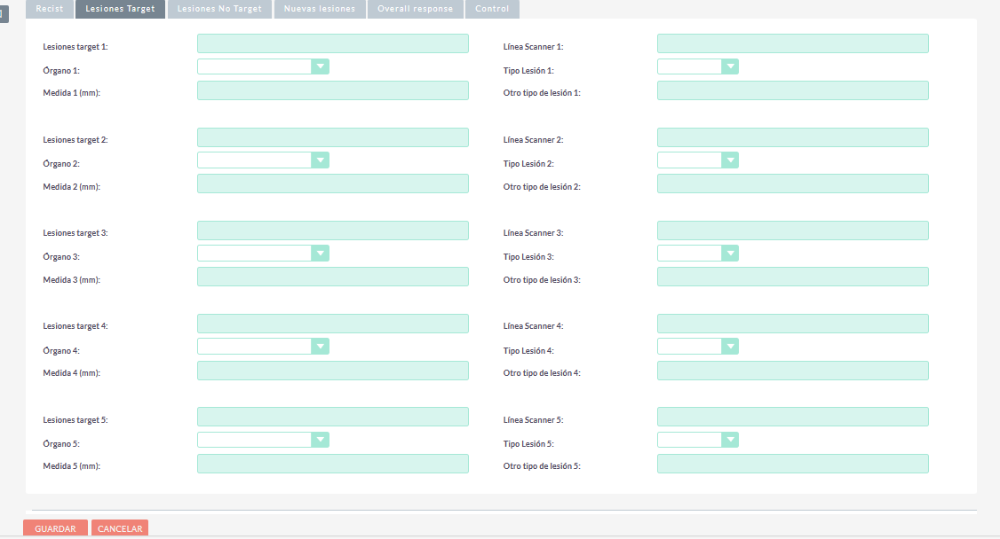 Recist Lesiones Target Lesiones No Target Nuevas lesiones Overall response Control
Lesiones target 1: Línea Scanner 1:
Órgano 1: Tipo Lesión 1:
Medida 1 (mm): Otro tipo de lesión 1:
Lesiones target 2: Línea Scanner 2:
Órgano 2: Tipo Lesión 2:
Medida 2 (mm): Otro tipo de lesión 2:
Lesiones target 3: Línea Scanner 3:
Órgano 3: Tipo Lesión 3:
Medida 3 (mm): Otro tipo de lesión 3:
Lesiones target 4: Línea Scanner 4:
Órgano 4: Tipo Lesión 4:
Medida 4 (mm): Otro tipo de lesión 4:
Lesiones target 5: Línea Scanner 5:
Órgano 5: Tipo Lesión 5:
Medida 5 (mm): Otro tipo de lesión 5:
GUARDAR CANCELAR